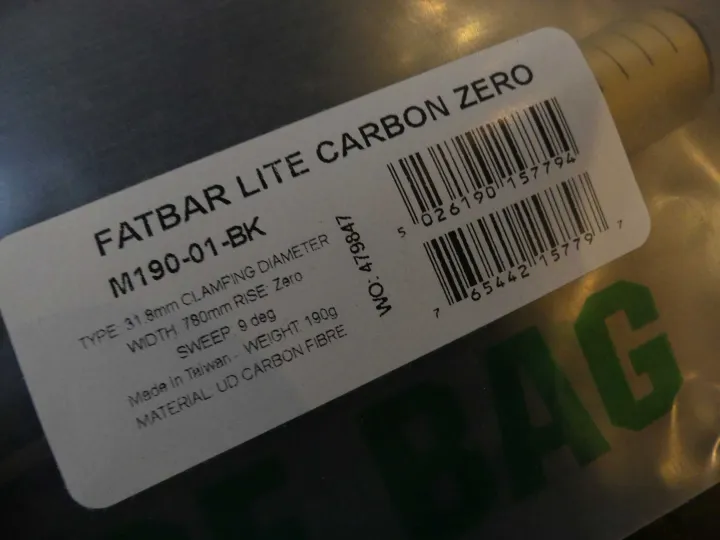 FATBAR LITE CARBON ZERO
M190-01-BK
TYPE: 31.8mm CLAMPING DIAMETER
WIDTH: 780mm RISE: Zero
SWEEP: 9 deg
Made in Taiwan - WEIGHT: 190g
MATERIAL: UD CARBON FIBRE
WO: 479847
5 026190 157794
7 65442 15779 7
BAG